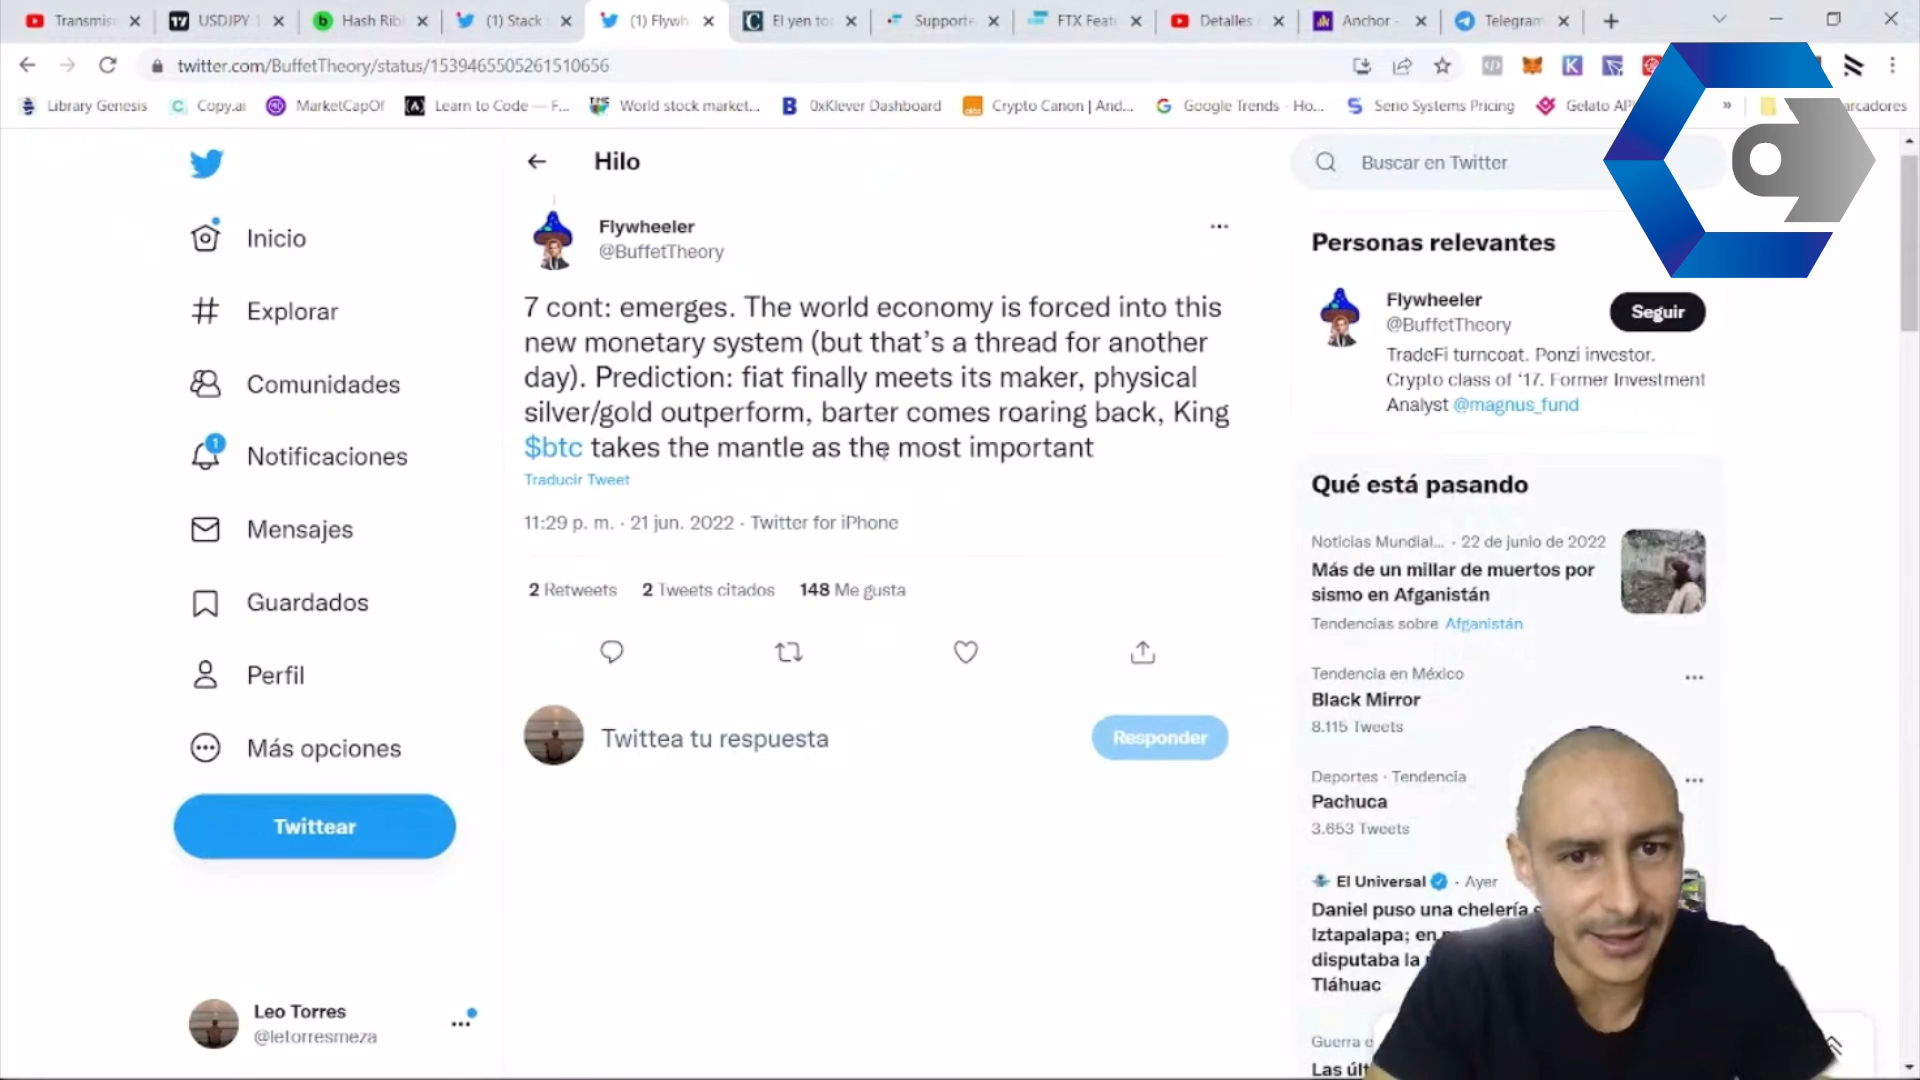 Transmisi
USDJPY 1
Hash Rib
(1) Stack
(1) Flywh
El yen to
Supporte
FTX Feat
Detalles
Anchor -
Telegram
twitter.com/BuffetTheory/status/1539465505261510656
Library Genesis
Copy.ai
MarketCapOf
Learn to Code — F...
World stock market...
0xKlever Dashboard
Crypto Canon | And...
Google Trends - Ho...
Serio Systems Pricing
Gelato AP
arcadores
Hilo
Buscar en Twitter
Inicio
Explorar
Comunidades
1
Notificaciones
Mensajes
Guardados
Perfil
Más opciones
Twittear
Leo Torres
@letorresmeza
Flywheeler
@BuffetTheory
7 cont: emerges. The world economy is forced into this
new monetary system (but that’s a thread for another
day). Prediction: fiat finally meets its maker, physical
silver/gold outperform, barter comes roaring back, King
$btc takes the mantle as the most important
Traducir Tweet
11:29 p. m. · 21 jun. 2022 · Twitter for iPhone
2 Retweets 2 Tweets citados 148 Me gusta
Twittea tu respuesta
Responder
Personas relevantes
Flywheeler
@BuffetTheory
Seguir
TradeFi turncoat. Ponzi investor.
Crypto class of ‘17. Former Investment
Analyst @magnus_fund
Qué está pasando
Noticias Mundial... · 22 de junio de 2022
Más de un millar de muertos por
sismo en Afganistán
Tendencias sobre Afganistán
Tendencia en México
Black Mirror
8.115 Tweets
Deportes · Tendencia
Pachuca
3.653 Tweets
El Universal · Ayer
Daniel puso una chelería
Iztapalapa; en
disputaba la
Tláhuac
Guerra e
Las últ